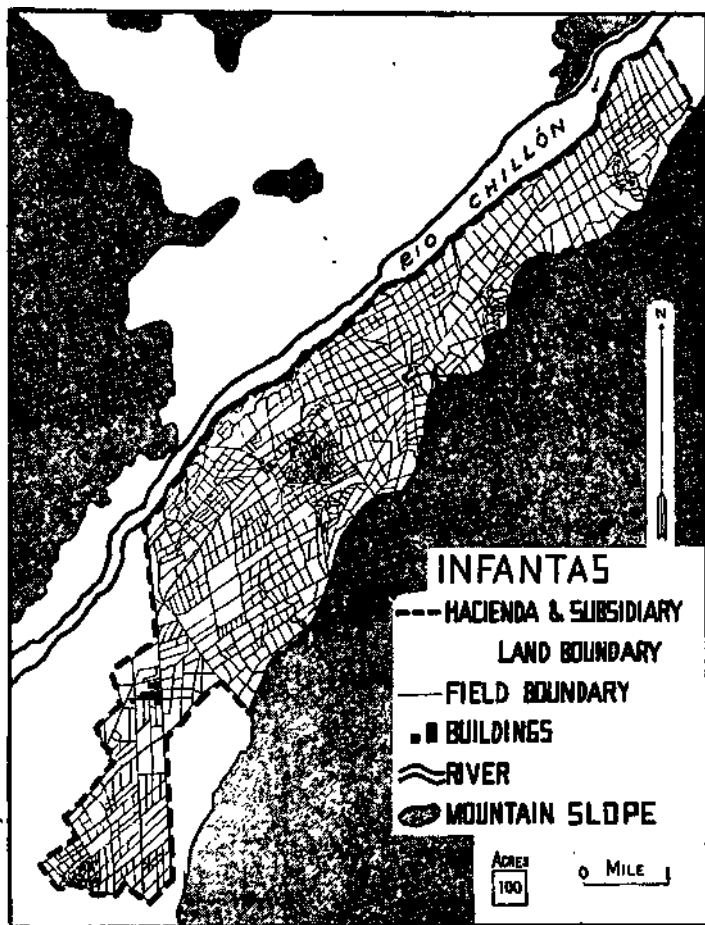 RIO CHILLÓN
N
INFANTAS
HACIENDA & SUBSIDIARY
LAND BOUNDARY
FIELD BOUNDARY
BUILDINGS
RIVER
MOUNTAIN SLOPE
ACRES
100
0 MILE 1